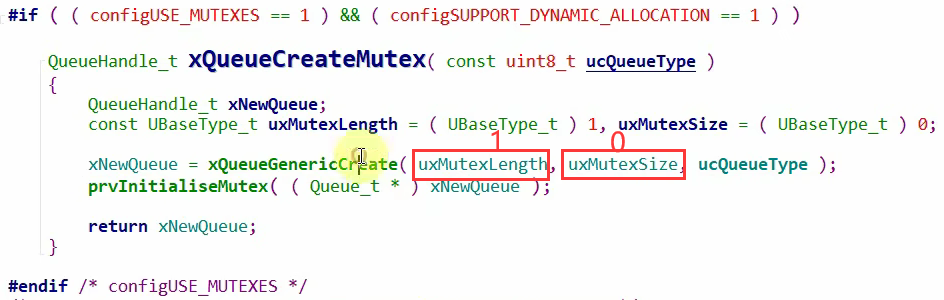 #if ( ( configUSE_MUTEXES == 1 ) && ( configSUPPORT_DYNAMIC_ALLOCATION == 1 ) )
QueueHandle_t xQueueCreateMutex( const uint8_t ucQueueType )
{
QueueHandle_t xNewQueue;
const UBaseType_t uxMutexLength = ( UBaseType_t ) 1, uxMutexSize = ( UBaseType_t ) 0;
1 0
xNewQueue = xQueueGenericCreate( uxMutexLength, uxMutexSize, ucQueueType );
prvInitialiseMutex( ( Queue_t * ) xNewQueue );
return xNewQueue;
}
#endif /* configUSE_MUTEXES */